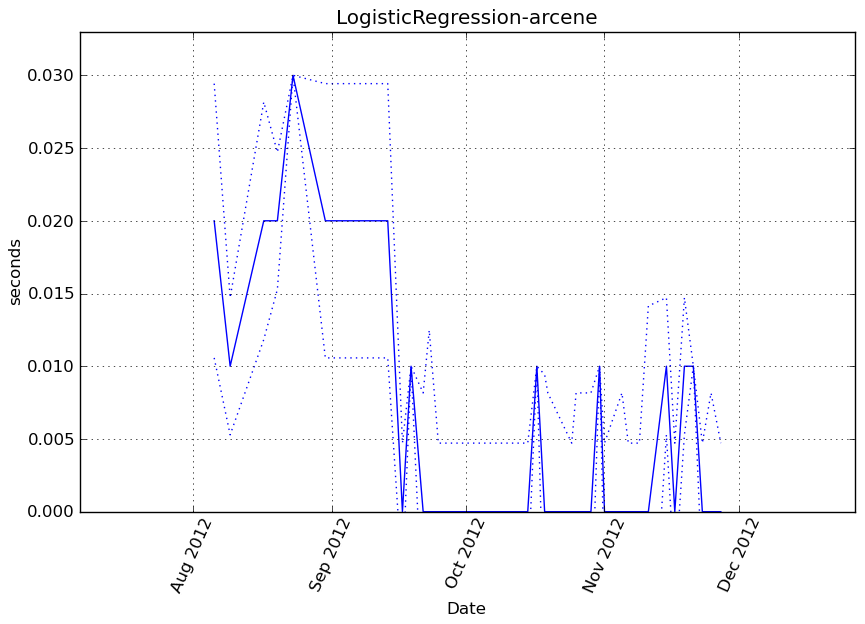 LogisticRegression-arcene
0.030
0.025
0.020
0.015
0.010
0.005
0.000
seconds
Aug 2012
Sep 2012
Oct 2012
Nov 2012
Dec 2012
Date